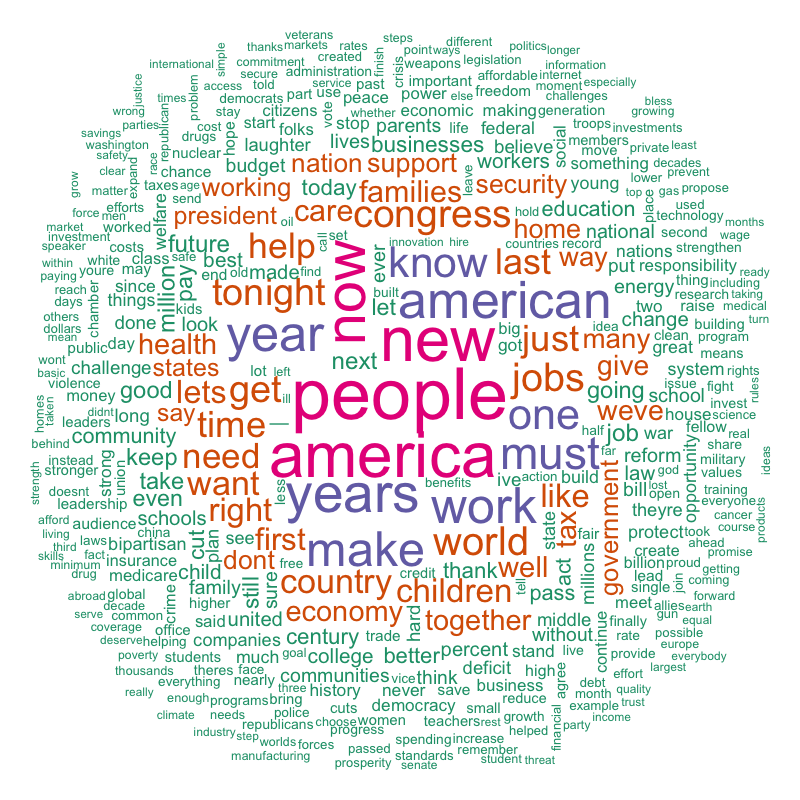 veterans
steps
thanks markets rates
different
politics longer
international
simple
commitment
created
finish
crisis
point ways
legislation
information
secure
administration
weapons
affordable internet
especially
justice
access
told
service
past
important
moment
challenges
times
problem
democrats
part use
peace
power
else
freedom
bless
wrong
republican
stay
citizens
vote
whether
economic
making generation
growing
parties
cost
hope
start
folks
stop
parents
life
federal
social
troops
investments
savings
drugs
laughter
lives
businesses
believe
members
private
least
washington
safety
race
nuclear
budget
nation
support
leave
workers
something
move
decades
clear
expand
chance
working
today
families
security
young
lower
prevent
grow
matter
taxes
age
send
care
congress
hold
education
place
top
gas
propose
force
men
efforts
welfare
president
oil
home
national
technology
used
months
market
worked
future
help
call
set
now
ever
innovation
hire
countries
record
second
wage
speaker
investment
costs
white
class
safe
best
know
last
way
nations
strengthen
within
youre
may
million
pay
end
old
made
find
built
put
responsibility
ready
paying
since
kids
tonight
let
american
energy
thing
research
including
taking
reach
days
chamber
things
look
year
new
big
got
idea
two
raise
medical
others
dollars
done
health
just
many
change
building
clean
turn
mean
public
day
next
great
program
wont
basic
challenge
states
lot
left
people
jobs
give
system
means
violence
money
good
lets
get
ill
going
school
issue
rights
fight
rules
homes
taken
leaders
didnt
long
say
time
—
one
weve
house
invest
science
community
half
job
war
fellow
real
behind
instead
keep
need
america
must
far
reform
opportunity
share
stronger
strong
union
take
want
less
years
benefits
ive
action
build
law
god
military
values
ideas
strength
doesnt
leadership
even
right
work
like
government
bill
lost
open
training
everyone
afford
audience
schools
state
tax
theyre
cancer
products
living
laws
china
cut
plan
see
first
make
world
fair
protect
took
course
third
fact
bipartisan
dont
free
well
act
millions
create
ahead
promise
skills
minimum
insurance
still
sure
country
credit
thank
tell
billion
proud
getting
drug
medicare
child
children
pass
lead
single
join
coming
abroad
global
crime
family
higher
economy
hard
together
middle
meet
allies
earth
forward
serve
decade
common
said
united
century
trade
without
continue
finally
gun
equal
coverage
office
companies
percent
stand
live
rate
possible
deserve
helping
students
much
goal
college
better
deficit
high
agree
provide
europe
everybody
poverty
theres
face
communities
vice
think
debt
effort
largest
thousands
everything
nearly
three
history
never
save
business
month
quality
really
enough
programs
bring
cuts
democracy
small
reduce
example
trust
climate
needs
police
choose
women
teachers
rest
growth
financial
income
industry
step
republicans
progress
spending
increase
helped
party
worlds
forces
passed
standards
remember
manufacturing
prosperity
senate
student
threat